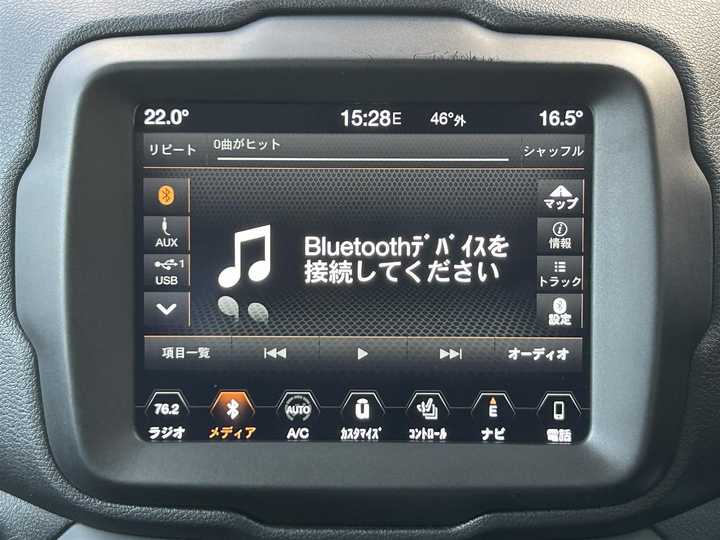 22.0°
15:28E
46°外
16.5°
リピート
0曲がヒット
シャッフル
AUX
1
USB
Bluetoothﾃﾞﾊﾞｲｽを
接続してください
マップ
情報
トラック
設定
項目一覧
オーディオ
76.2
ラジオ
メディア
AUTO
A/C
u
ｶｽﾀﾏｲｽﾞ
ｺﾝﾄﾛｰﾙ
E
ナビ
電話